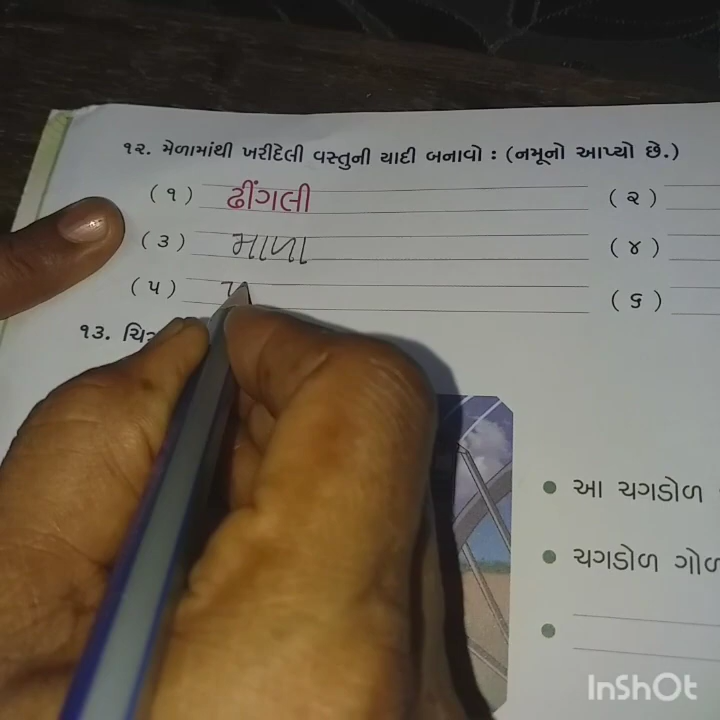 ૧૨. મેળામાંથી ખરીદેલી વસ્તુની યાદી બનાવો : (નમૂનો આપ્યો છે.)
(૧) ઢીંગલી (૨)
(૩) માળા (૪)
(૫) (૬)
૧૩.
આ ચગડોળ
ચગડોળ ગોળ
InShOt